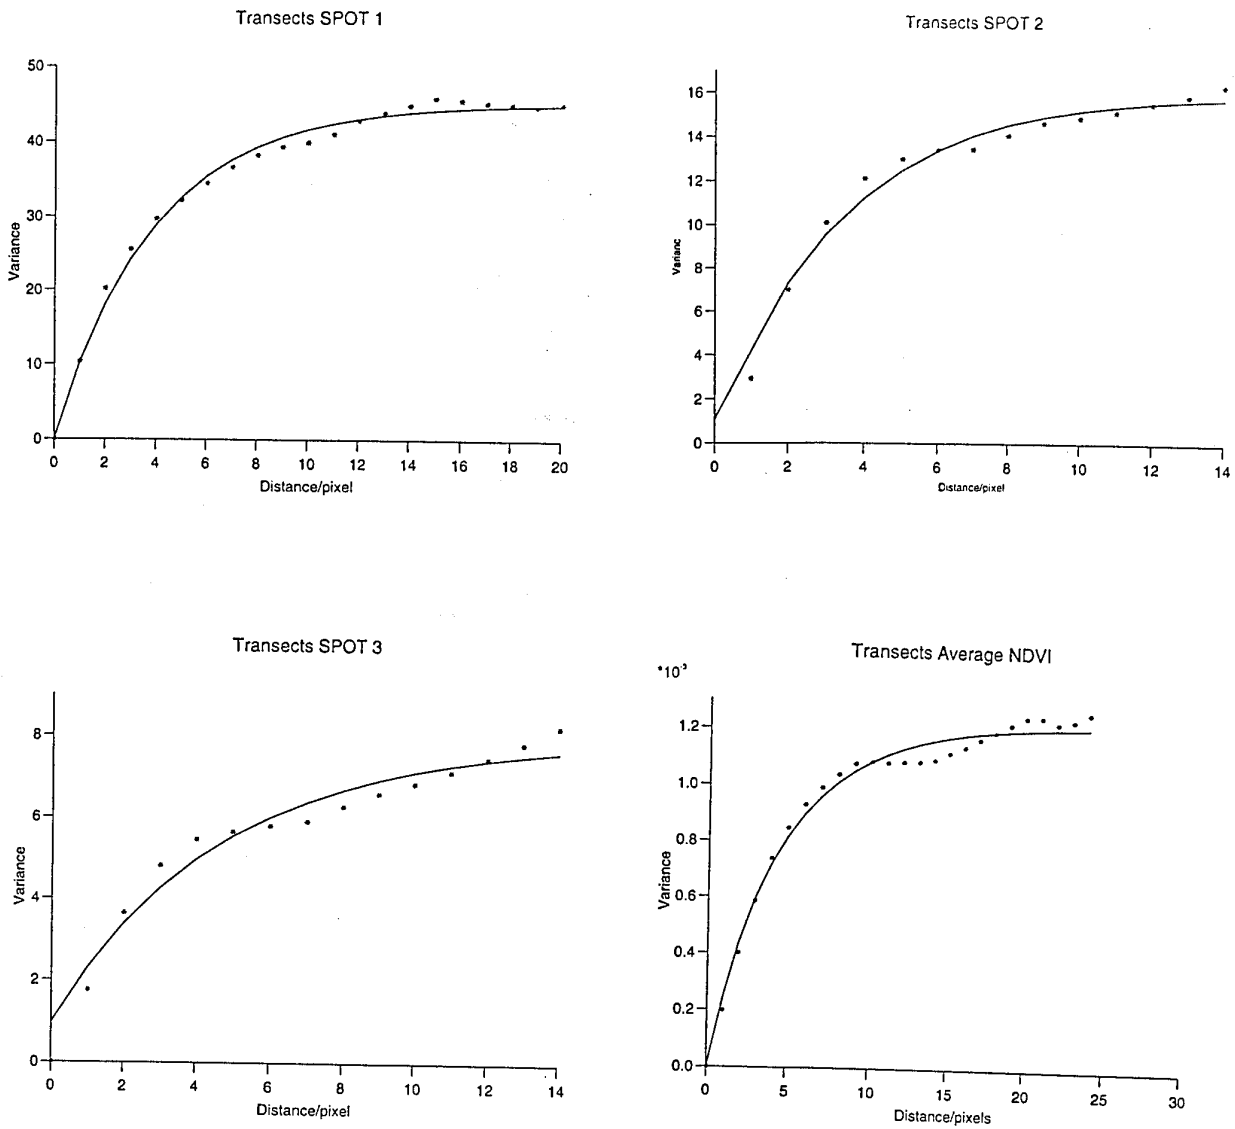 Transects SPOT 1
50
40
30
20
10
0
Variance
0 2 4 6 8 10 12 14 16 18 20
Distance/pixel
Transects SPOT 2
16
14
12
10
8
6
4
2
0
Varianc
0 2 4 6 8 10 12 14
Distance/pixel
Transects SPOT 3
8
6
4
2
0
Variance
0 2 4 6 8 10 12 14
Distance/pixel
Transects Average NDVI
*10⁻³
1.2
1.0
0.8
0.6
0.4
0.2
0.0
Variance
0 5 10 15 20 25 30
Distance/pixels